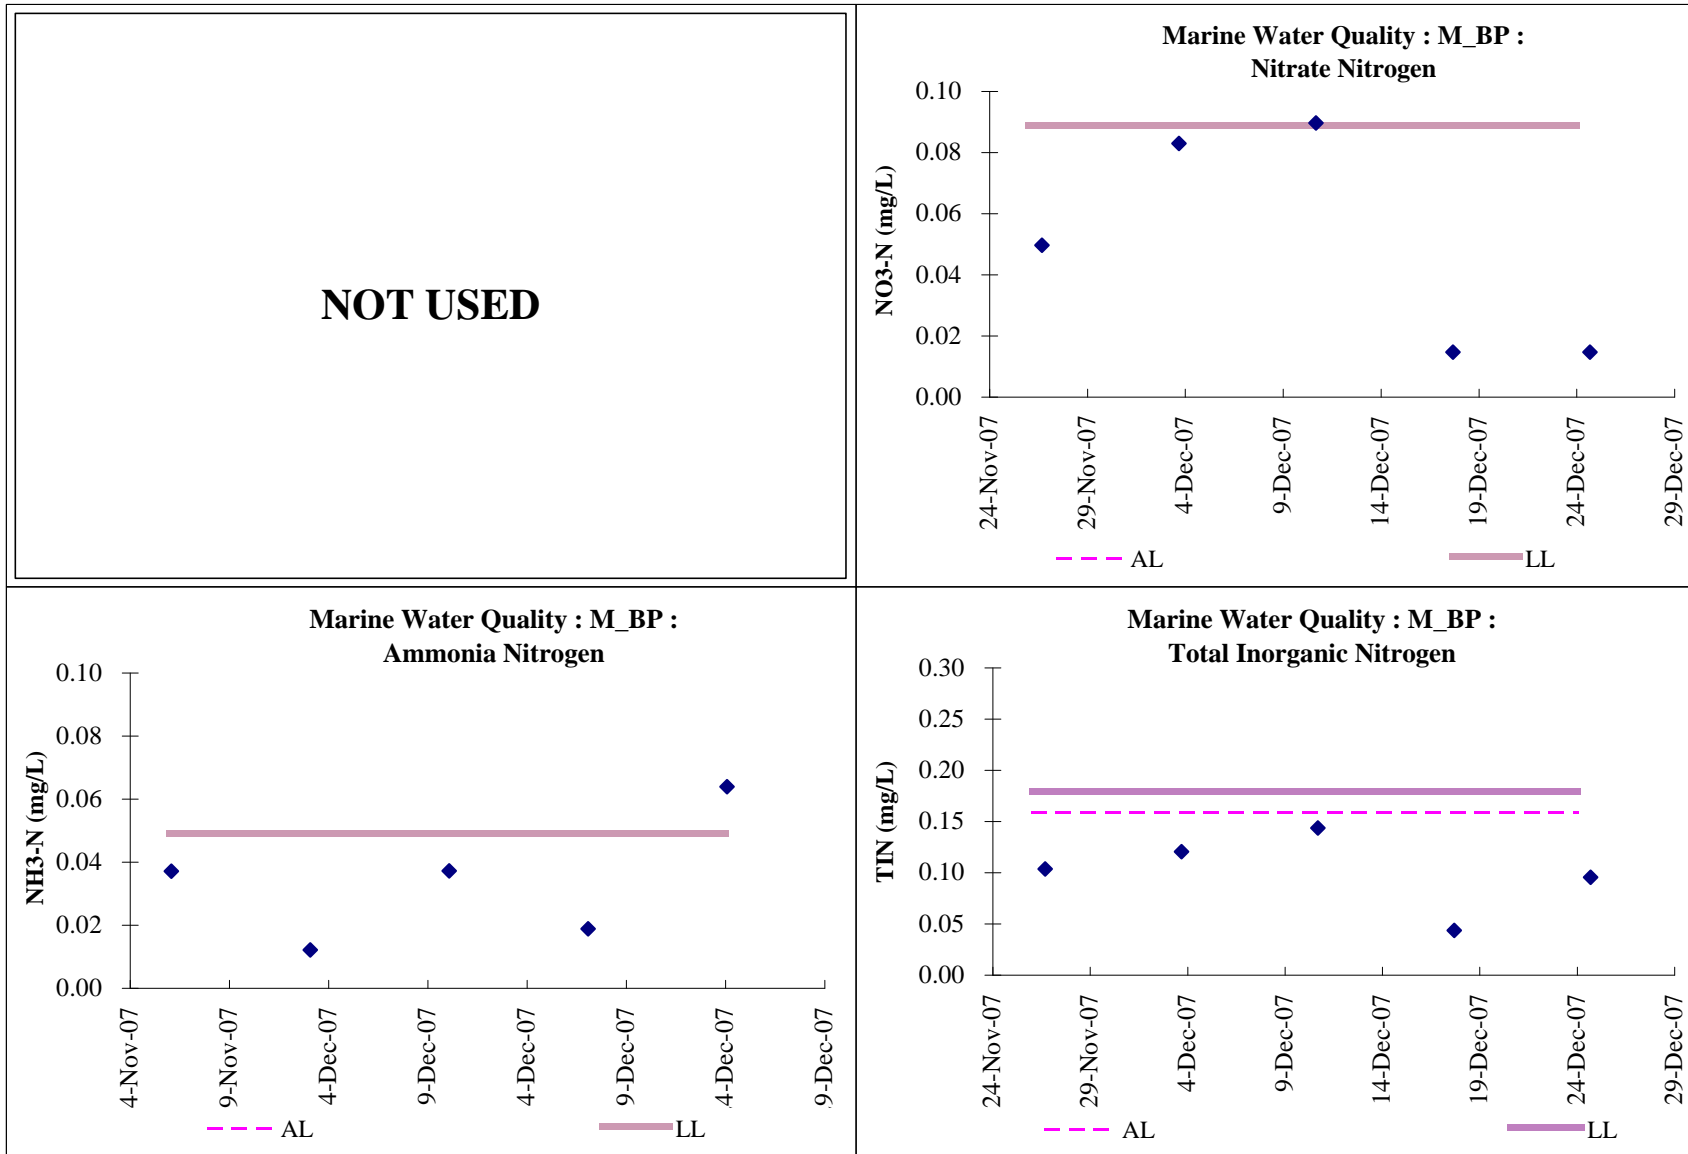 NOT USED
Marine Water Quality : M_BP :
Nitrate Nitrogen
NO3-N (mg/L)
0.10
0.08
0.06
0.04
0.02
0.00
24-Nov-07
29-Nov-07
4-Dec-07
9-Dec-07
14-Dec-07
19-Dec-07
24-Dec-07
29-Dec-07
AL
LL
Marine Water Quality : M_BP :
Ammonia Nitrogen
NH3-N (mg/L)
0.10
0.08
0.06
0.04
0.02
0.00
4-Nov-07
9-Nov-07
4-Dec-07
9-Dec-07
4-Dec-07
9-Dec-07
4-Dec-07
9-Dec-07
AL
LL
Marine Water Quality : M_BP :
Total Inorganic Nitrogen
TIN (mg/L)
0.30
0.25
0.20
0.15
0.10
0.05
0.00
24-Nov-07
29-Nov-07
4-Dec-07
9-Dec-07
14-Dec-07
19-Dec-07
24-Dec-07
29-Dec-07
AL
LL